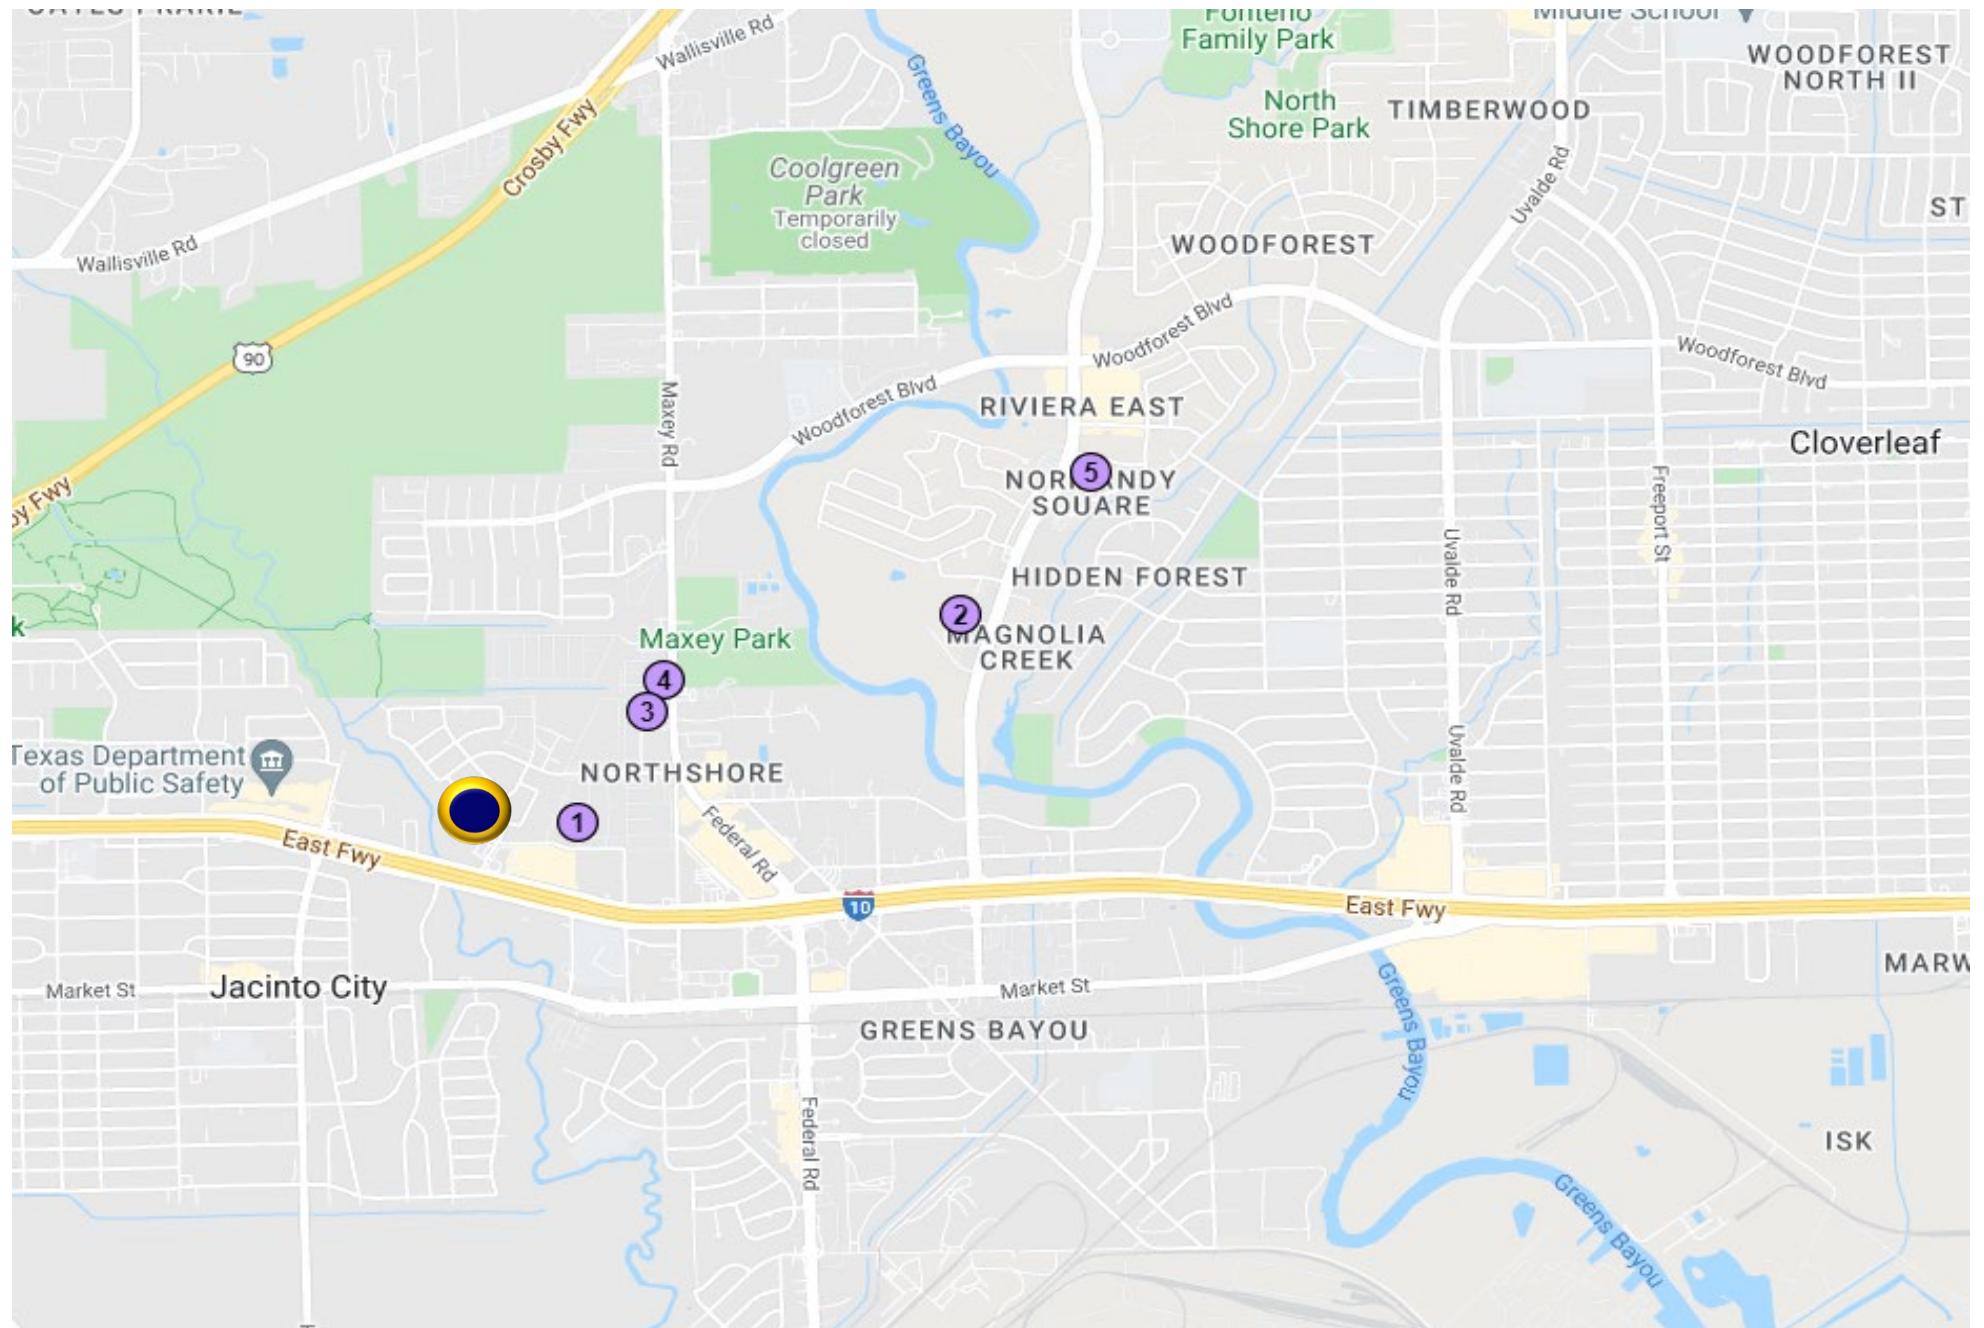 Wallisville Rd
Fonteno
Family Park
Middle School
WOODFOREST
NORTH II
Greens Bayou
North
Shore Park
TIMBERWOOD
Crosby Fwy
Coolgreen
Park
Temporarily
closed
Uvalde Rd
ST
Wallisville Rd
WOODFOREST
Woodforest Blvd
90
Woodforest Blvd
Maxey Rd
Woodforest Blvd
RIVIERA EAST
Cloverleaf
5
NORMANDY
SQUARE
by Fwy
Freeport St
Uvalde Rd
HIDDEN FOREST
2
MAGNOLIA
CREEK
k
Maxey Park
4
3
Texas Department
of Public Safety
NORTHSHORE
Uvalde Rd
1
Federal Rd
East Fwy
10
East Fwy
MARW
Market St
Jacinto City
Market St
Greens Bayou
GREENS BAYOU
Federal Rd
ISK
Greens Bayou